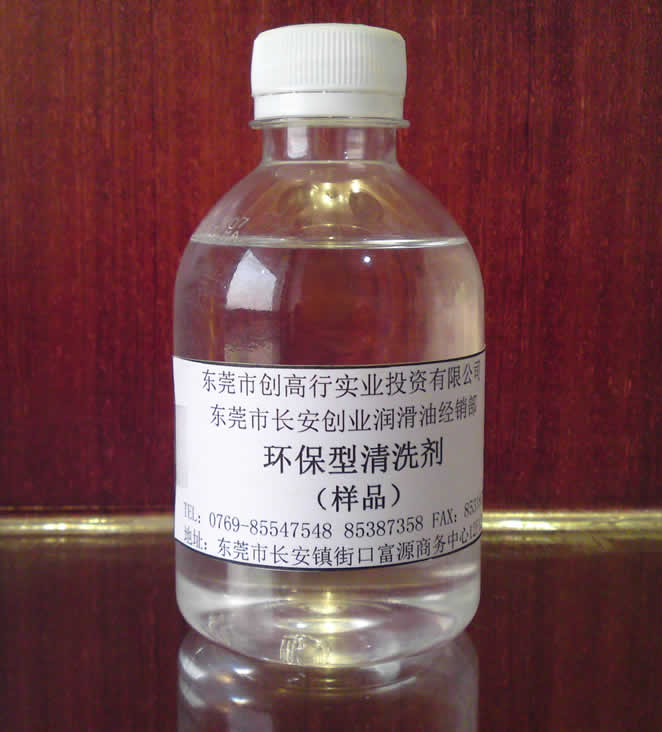 东莞市创高行实业投资有限公司
东莞市长安创业润滑油经销部
环保型清洗剂
(样品)
TEL: 0769-85547548 85387358 FAX:
地址: 东莞市长安镇街口富源商务中心